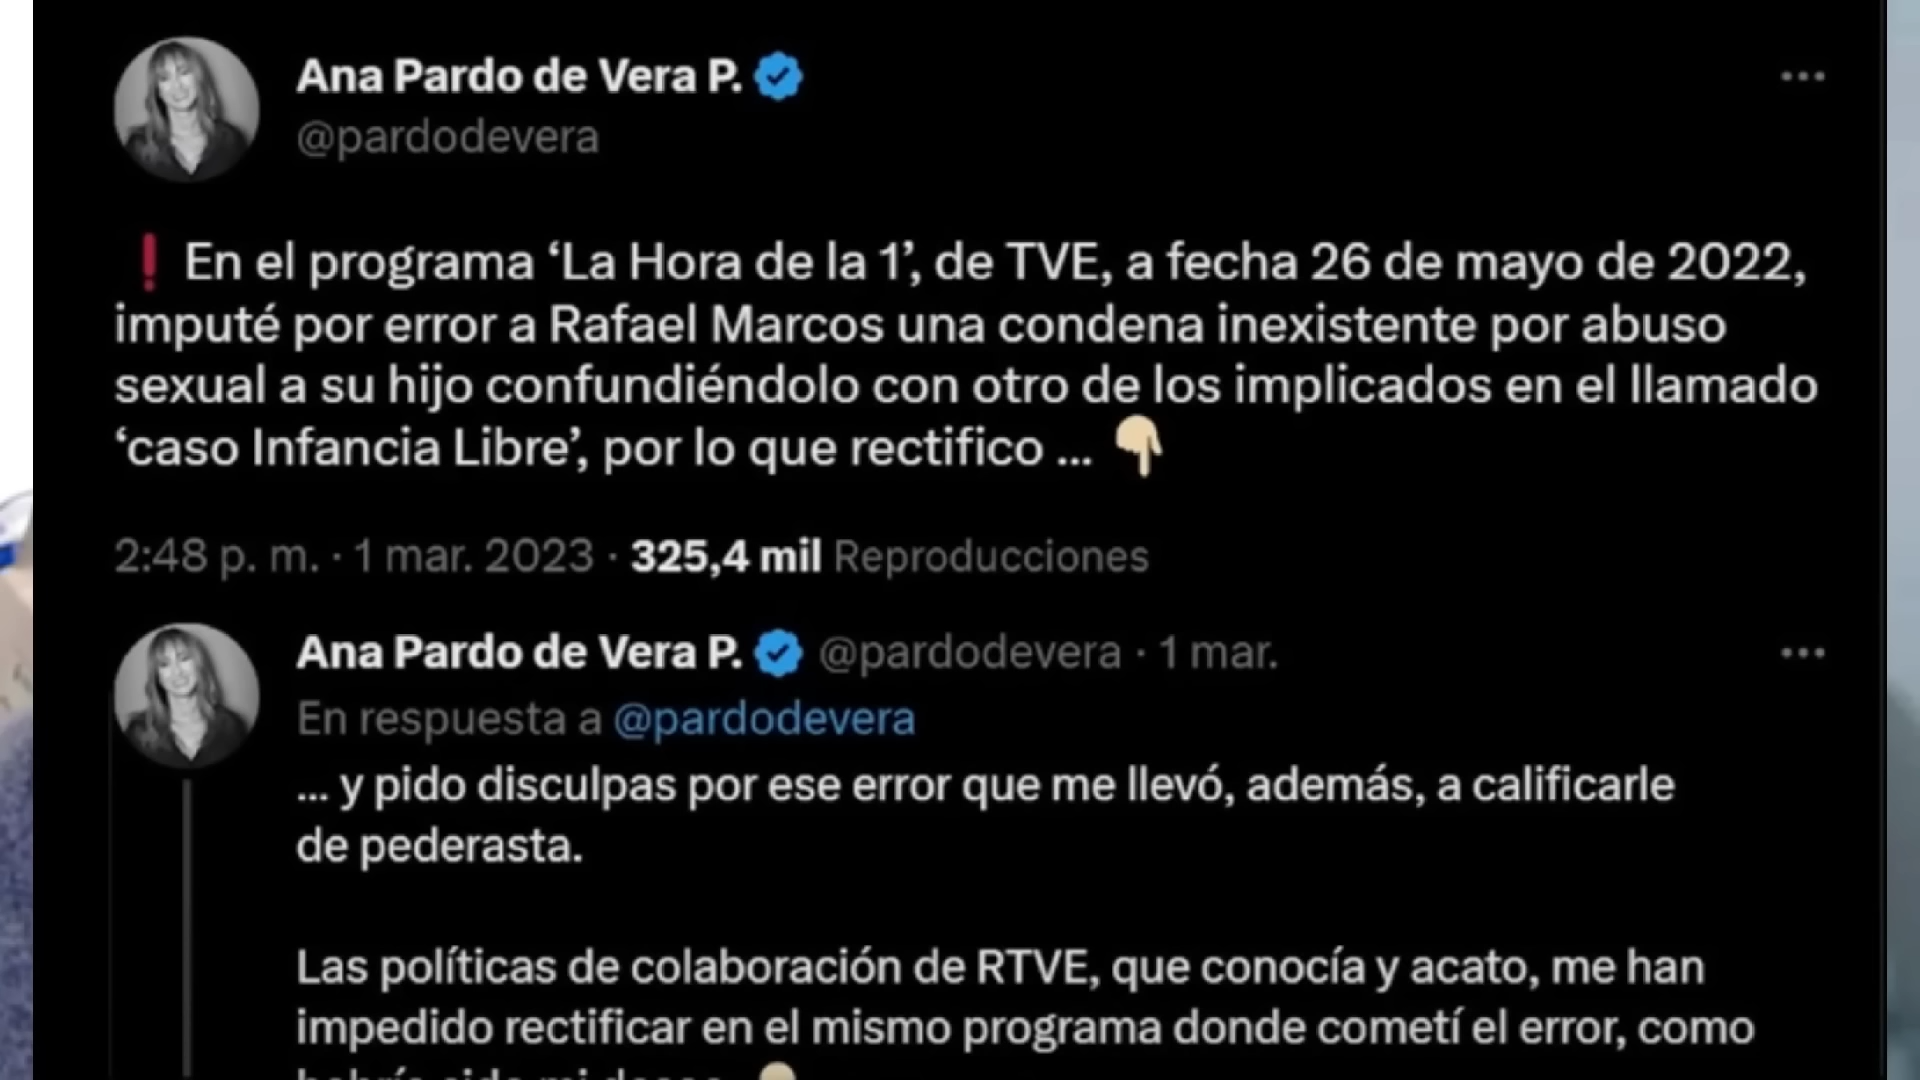 Ana Pardo de Vera P.
@pardodevera
❗ En el programa ‘La Hora de la 1’, de TVE, a fecha 26 de mayo de 2022,
imputé por error a Rafael Marcos una condena inexistente por abuso
sexual a su hijo confundiéndolo con otro de los implicados en el llamado
‘caso Infancia Libre’, por lo que rectifico ... 👇🏼
2:48 p. m. · 1 mar. 2023 · 325,4 mil Reproducciones
Ana Pardo de Vera P. @pardodevera · 1 mar.
En respuesta a @pardodevera
... y pido disculpas por ese error que me llevó, además, a calificarle
de pederasta.
Las políticas de colaboración de RTVE, que conocía y acato, me han
impedido rectificar en el mismo programa donde cometí el error, como